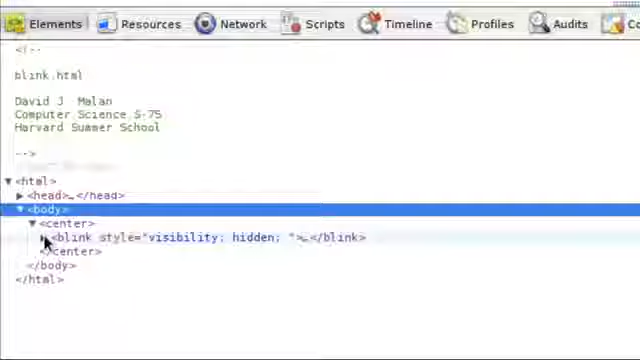 Elements Resources Network Scripts Timeline Profiles Audits Co
<!--
blink.html
David J. Malan
Computer Science S-75
Harvard Summer School
-->
<html>
<head>…</head>
<body>
<center>
<blink style="visibility: hidden; ">…</blink>
</center>
</body>
</html>